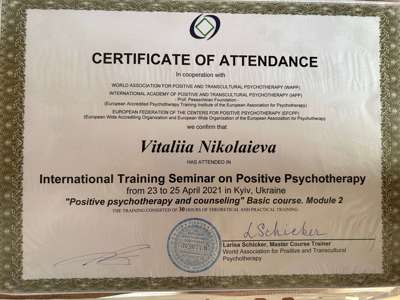 CERTIFICATE OF ATTENDANCE
In cooperation with
WORLD ASSOCIATION FOR POSITIVE AND TRANSCULTURAL PSYCHOTHERAPY (WAPP)
INTERNATIONAL ACADEMY OF POSITIVE AND TRANSCULTURAL PSYCHOTHERAPY (IAPP)
- Prof. Peseschkian Foundation -
(European Accredited Psychotherapy Training Institute of the European Association for Psychotherapy)
EUROPEAN FEDERATION OF THE CENTERS FOR POSITIVE PSYCHOTHERAPY (EFCPP)
(European Wide Accrediting Organization and European Wide Organization of the European Association for Psychotherapy)
we confirm that
Vitaliia Nikolaieva
HAS ATTENDED IN
International Training Seminar on Positive Psychotherapy
from 23 to 25 April 2021 in Kyiv, Ukraine
"Positive psychotherapy and counseling" Basic course. Module 2
THE TRAINING CONSISTED OF 30 HOURS OF THEORETICAL AND PRACTICAL TRAINING.
LSchicker
Larisa Schicker, Master Course Trainer
World Association for Positive and Transcultural
Psychotherapy